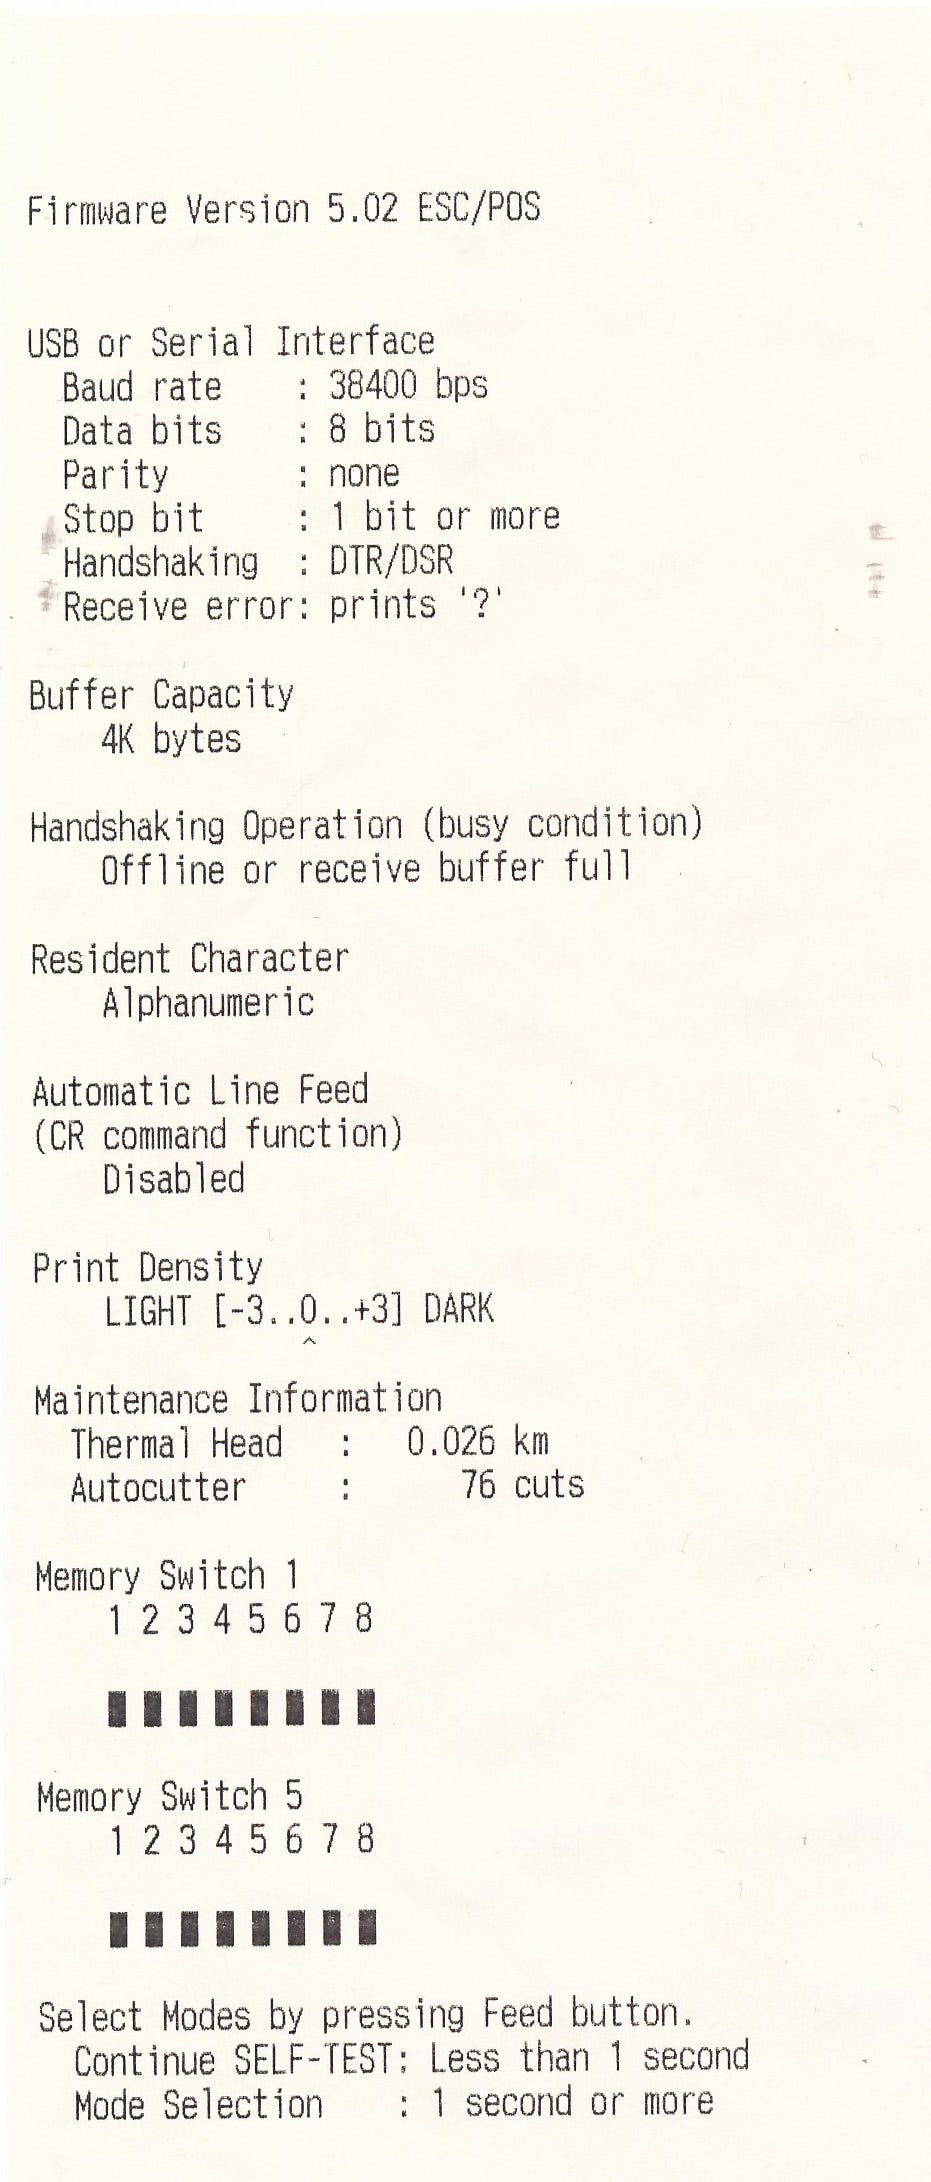 Firmware Version 5.02 ESC/POS
USB or Serial Interface
Baud rate : 38400 bps
Data bits : 8 bits
Parity : none
Stop bit : 1 bit or more
Handshaking : DTR/DSR
Receive error: prints '?'
Buffer Capacity
4K bytes
Handshaking Operation (busy condition)
Offline or receive buffer full
Resident Character
Alphanumeric
Automatic Line Feed
(CR command function)
Disabled
Print Density
LIGHT [-3..0..+3] DARK
^
Maintenance Information
Thermal Head : 0.026 km
Autocutter : 76 cuts
Memory Switch 1
1 2 3 4 5 6 7 8
Memory Switch 5
1 2 3 4 5 6 7 8
Select Modes by pressing Feed button.
Continue SELF-TEST: Less than 1 second
Mode Selection : 1 second or more